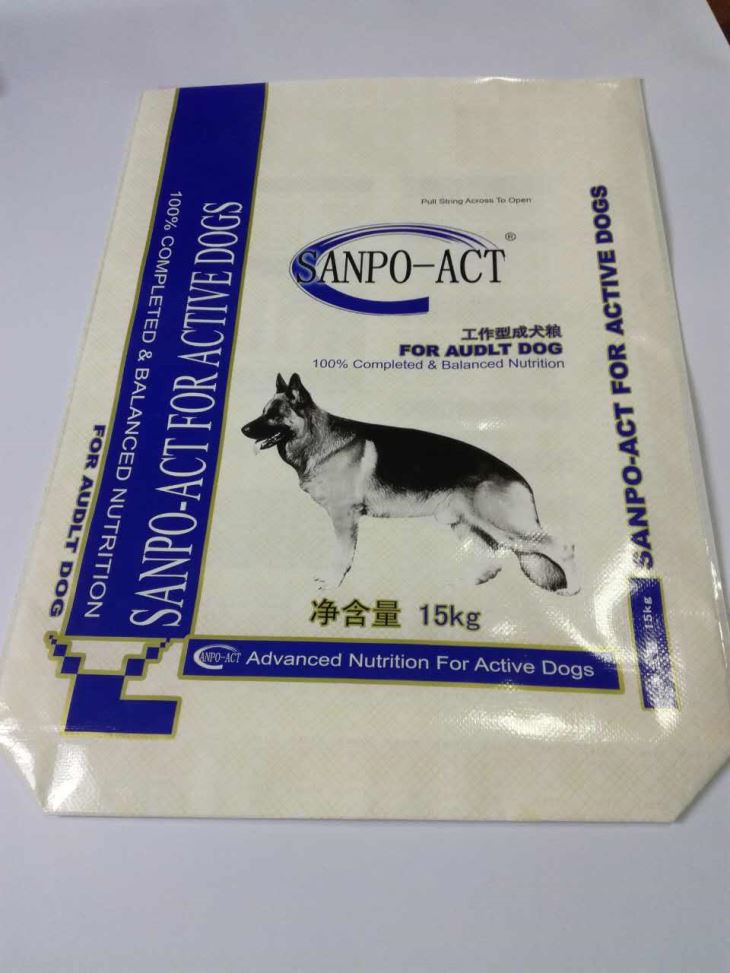 Pull String Across To Open
SANPO-ACT®
工作型成犬粮
FOR AUDLT DOG
100% Completed & Balanced Nutrition
净含量 15kg
ANPO-ACT Advanced Nutrition For Active Dogs
SANPO-ACT FOR ACTIVE DOGS
100% COMPLETED & BALANCED NUTRITION
FOR AUDLT DOG
SANPO-ACT FOR ACTIVE DOGS
15kg